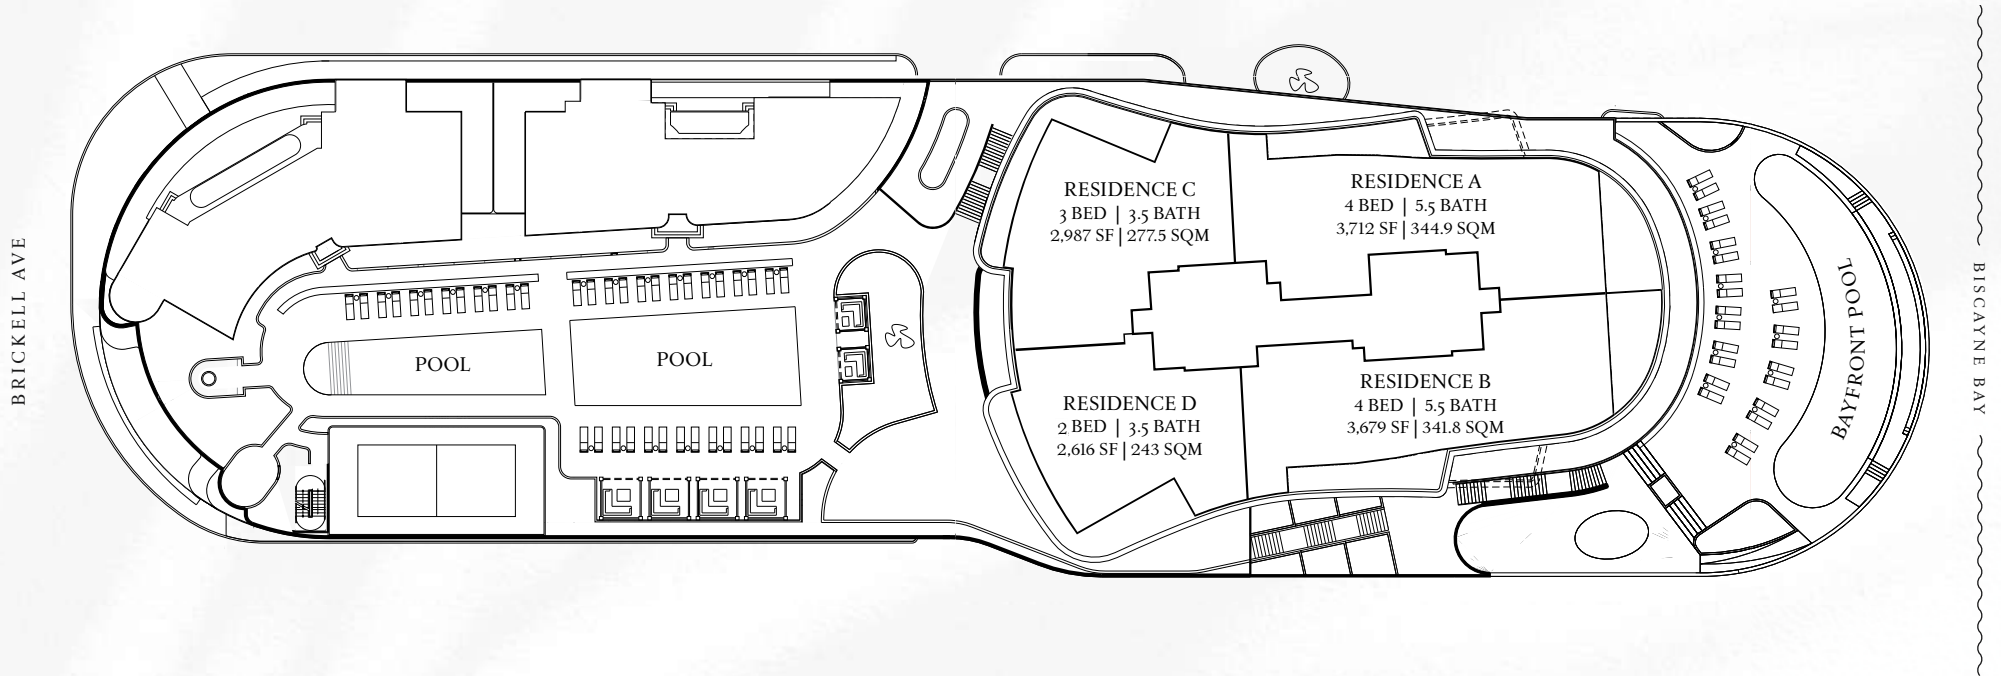 BRICKELL AVE
POOL
POOL
RESIDENCE C
3 BED | 3.5 BATH
2,987 SF | 277.5 SQM
RESIDENCE A
4 BED | 5.5 BATH
3,712 SF | 344.9 SQM
RESIDENCE D
2 BED | 3.5 BATH
2,616 SF | 243 SQM
RESIDENCE B
4 BED | 5.5 BATH
3,679 SF | 341.8 SQM
BAYFRONT POOL
BISCAYNE BAY